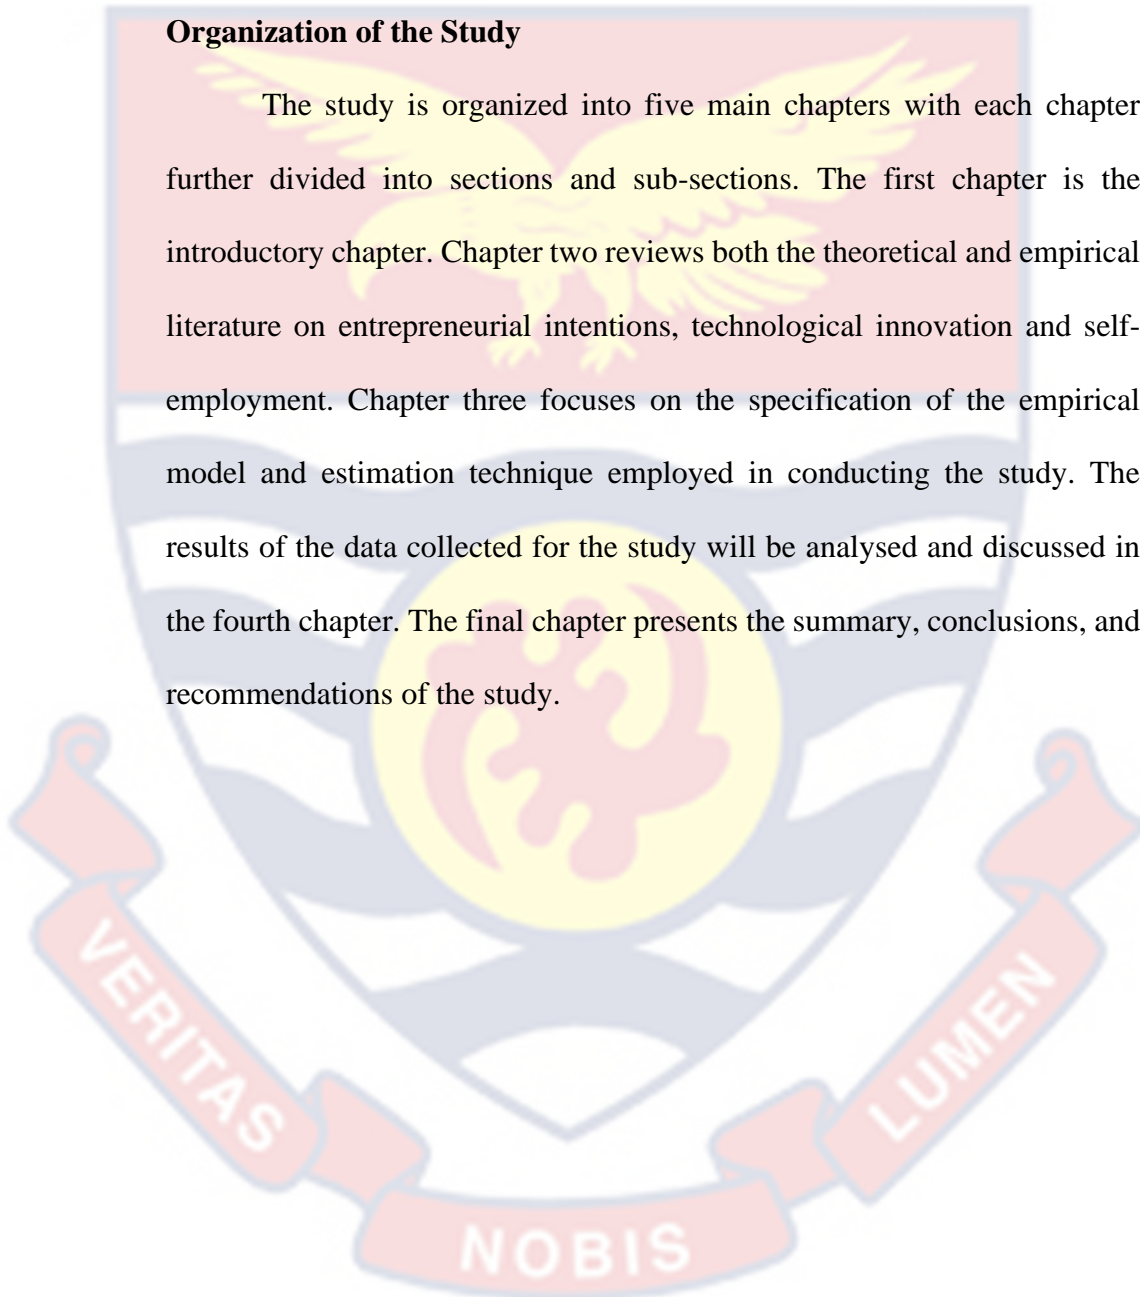 Organization of the Study
The study is organized into five main chapters with each chapter
further divided into sections and sub-sections. The first chapter is the
introductory chapter. Chapter two reviews both the theoretical and empirical
literature on entrepreneurial intentions, technological innovation and self-
employment. Chapter three focuses on the specification of the empirical
model and estimation technique employed in conducting the study. The
results of the data collected for the study will be analysed and discussed in
the fourth chapter. The final chapter presents the summary, conclusions, and
recommendations of the study.
VERITAS
NOBIS
LUMEN